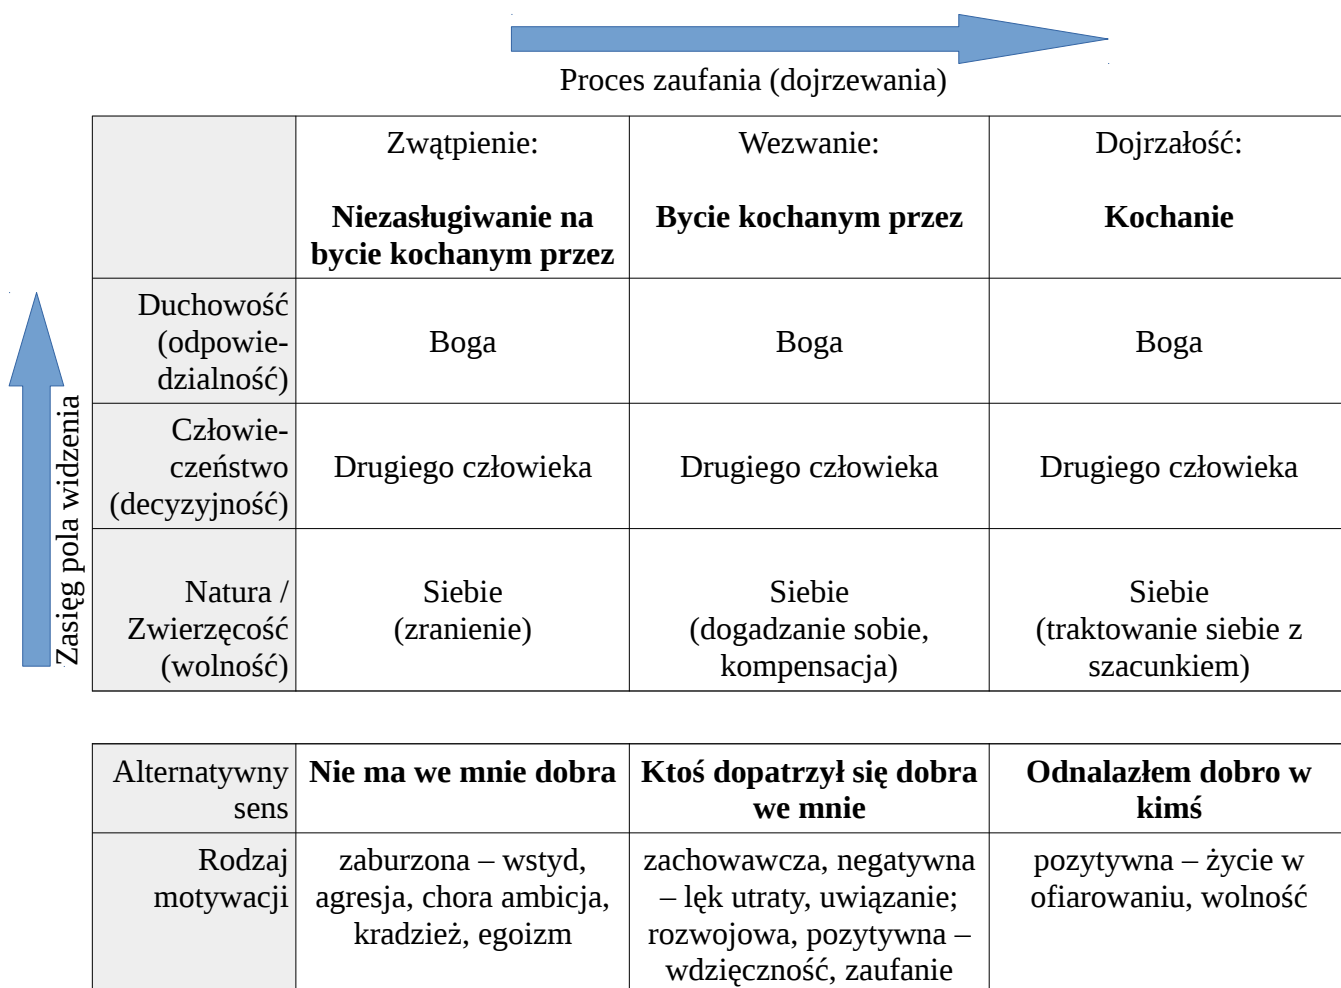 Proces zaufania (dojrzewania)
Zwątpienie:
Niezasługiwanie na
bycie kochanym przez
Wezwanie:
Bycie kochanym przez
Dojrzałość:
Kochanie
Zasięg pola widzenia
Duchowość
(odpowie-
dzialność)
Boga
Boga
Boga
Człowie-
czeństwo
(decyzyjność)
Drugiego człowieka
Drugiego człowieka
Drugiego człowieka
Natura /
Zwierzęcość
(wolność)
Siebie
(zranienie)
Siebie
(dogadzanie sobie,
kompensacja)
Siebie
(traktowanie siebie z
szacunkiem)
Alternatywny
sens
Nie ma we mnie dobra
Ktoś dopatrzył się dobra
we mnie
Odnalazłem dobro w
kimś
Rodzaj
motywacji
zaburzona – wstyd,
agresja, chora ambicja,
kradzież, egoizm
zachowawcza, negatywna
– lęk utraty, uwiązanie;
rozwojowa, pozytywna –
wdzięczność, zaufanie
pozytywna – życie w
ofiarowaniu, wolność